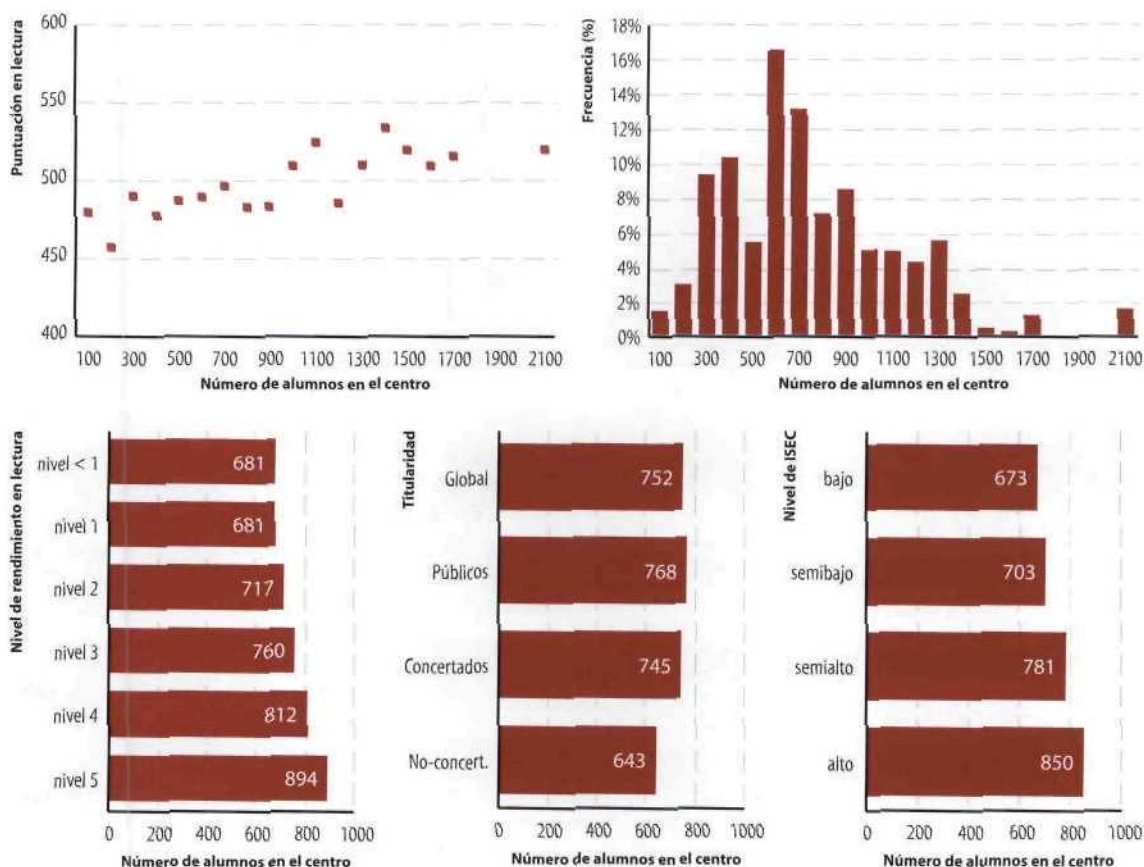 Puntuación en lectura
600
550
500
450
400
100 300 500 700 900 1100 1300 1500 1700 1900 2100
Número de alumnos en el centro
Frecuencia (%)
18%
16%
14%
12%
10%
8%
6%
4%
2%
0%
100 300 500 700 900 1100 1300 1500 1700 1900 2100
Número de alumnos en el centro
Nivel de rendimiento en lectura
nivel < 1 681
nivel 1 681
nivel 2 717
nivel 3 760
nivel 4 812
nivel 5 894
0 200 400 600 800 1000
Número de alumnos en el centro
Titularidad
Global 752
Públicos 768
Concertados 745
No-concert. 643
0 200 400 600 800 1000
Número de alumnos en el centro
Nivel de ISEC
bajo 673
semibajo 703
semialto 781
alto 850
0 200 400 600 800 1000
Número de alumnos en el centro